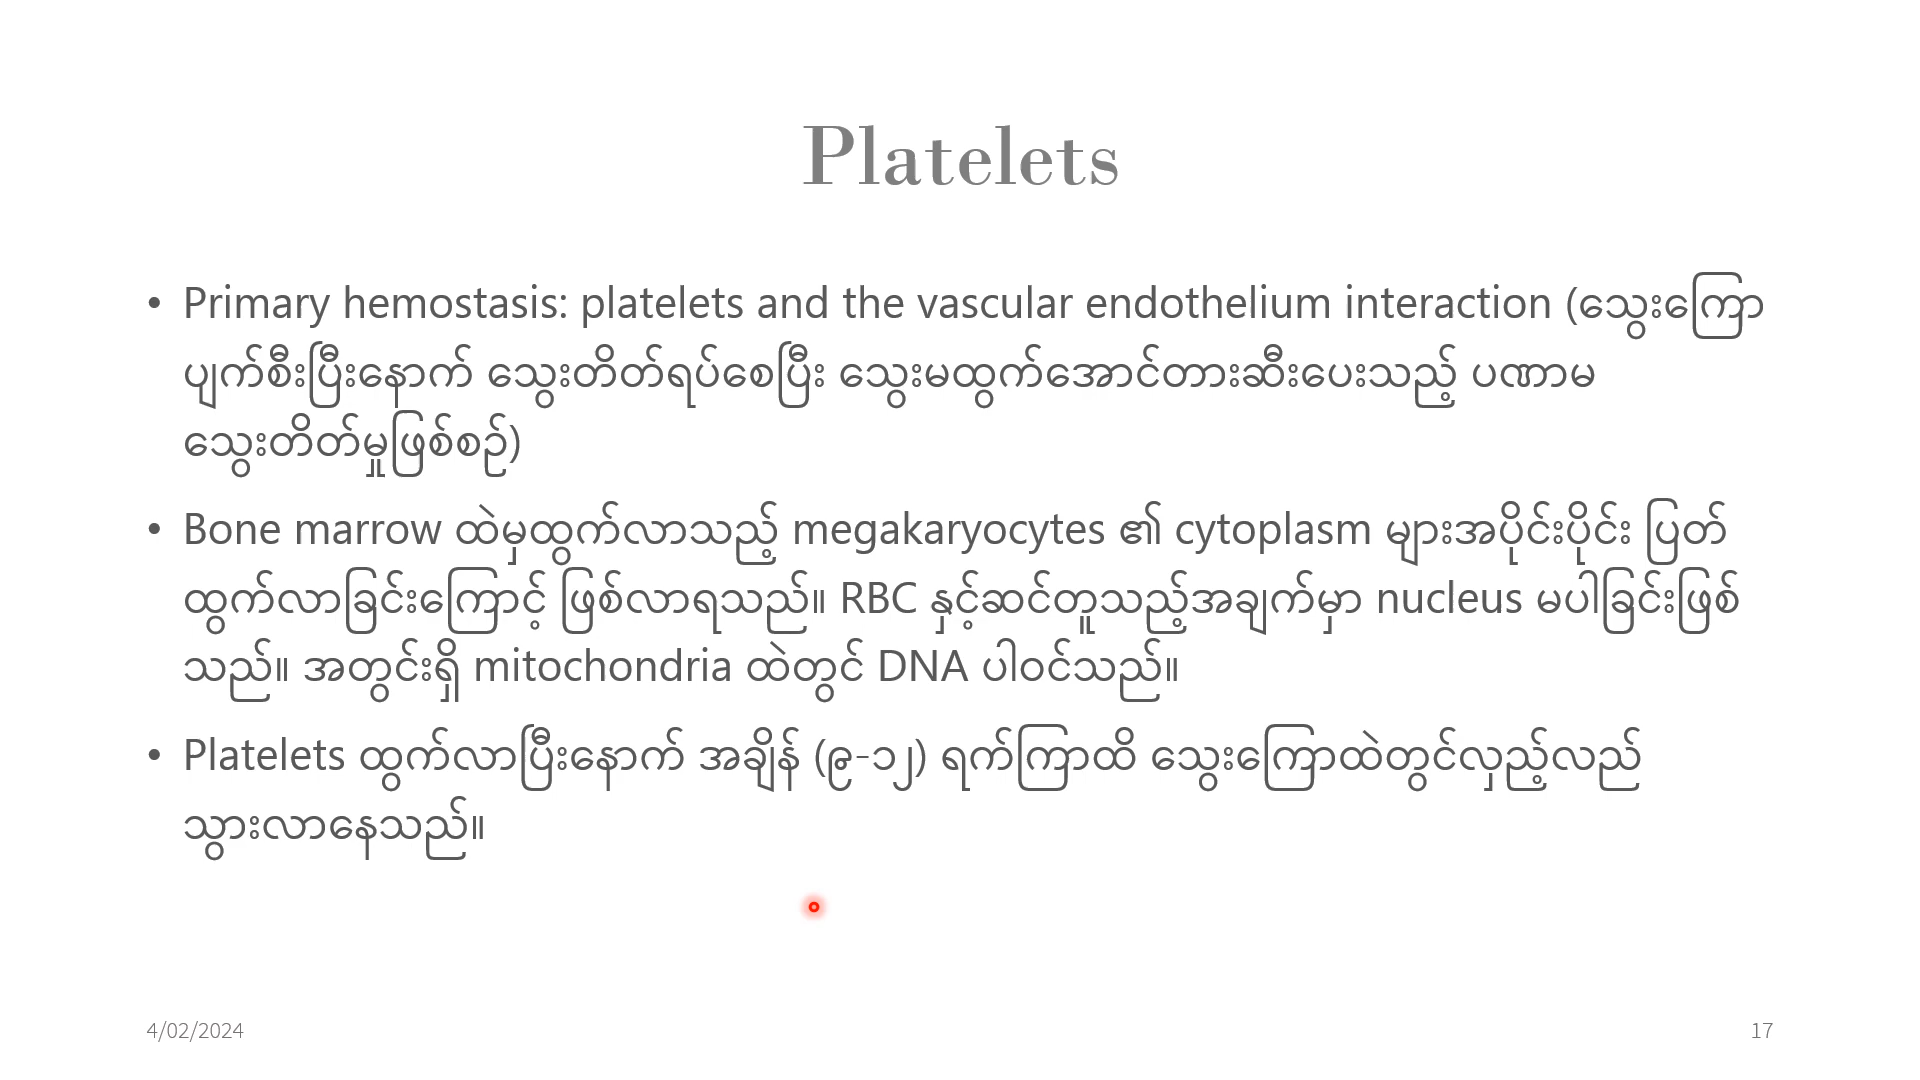 Platelets
• Primary hemostasis: platelets and the vascular endothelium interaction (သွေးကြော
ပျက်စီးပြီးနောက် သွေးတိတ်ရပ်စေပြီး သွေးမထွက်အောင်တားဆီးပေးသည့် ပဏာမ
သွေးတိတ်မှုဖြစ်စဉ်)
• Bone marrow ထဲမှထွက်လာသည့် megakaryocytes ၏ cytoplasm များအပိုင်းပိုင်း ပြတ်
ထွက်လာခြင်းကြောင့် ဖြစ်လာရသည်။ RBC နှင့်ဆင်တူသည့်အချက်မှာ nucleus မပါခြင်းဖြစ်
သည်။ အတွင်းရှိ mitochondria ထဲတွင် DNA ပါဝင်သည်။
• Platelets ထွက်လာပြီးနောက် အချိန် (၉-၁၂) ရက်ကြာထိ သွေးကြောထဲတွင်လှည့်လည်
သွားလာနေသည်။
4/02/2024
17